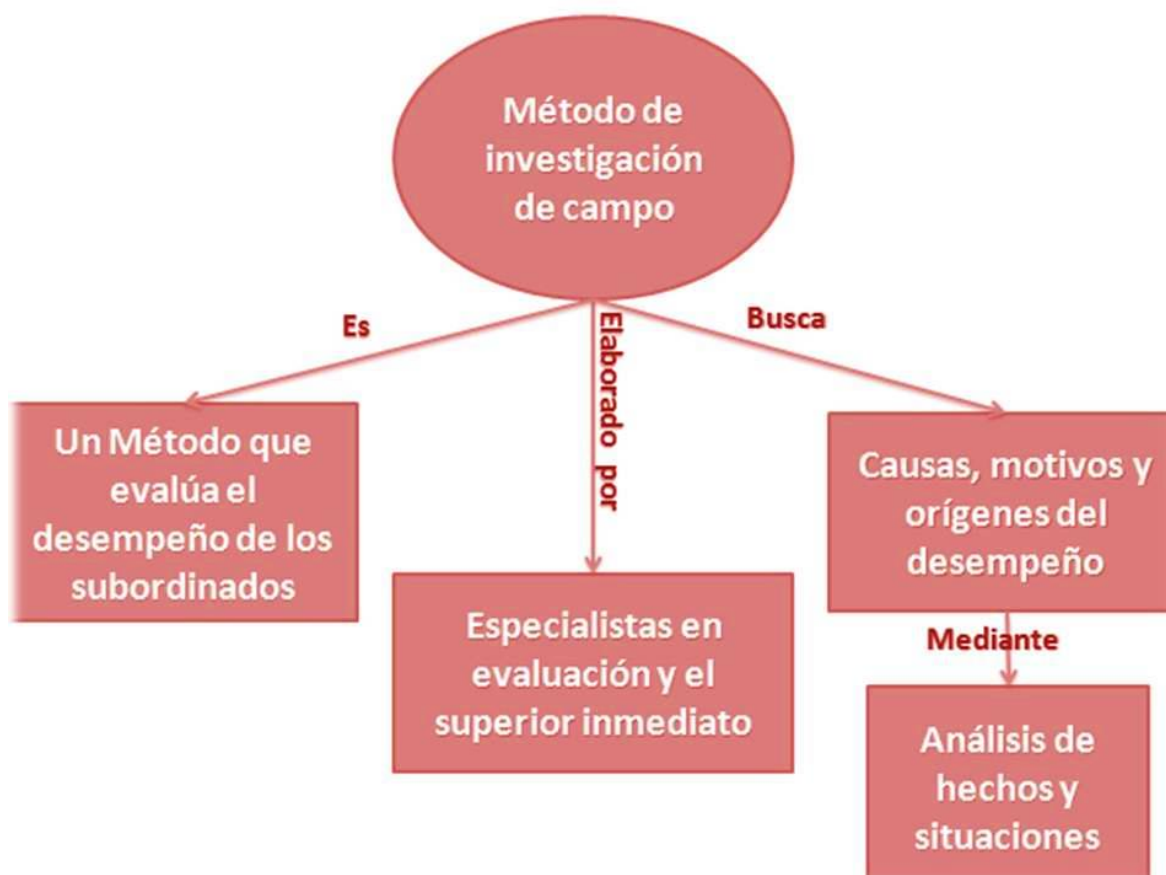 Método de
investigación
de campo
Es
Elaborado por
Busca
Un Método que
evalúa el
desempeño de los
subordinados
Especialistas en
evaluación y el
superior inmediato
Causas, motivos y
orígenes del
desempeño
Mediante
Análisis de
hechos y
situaciones